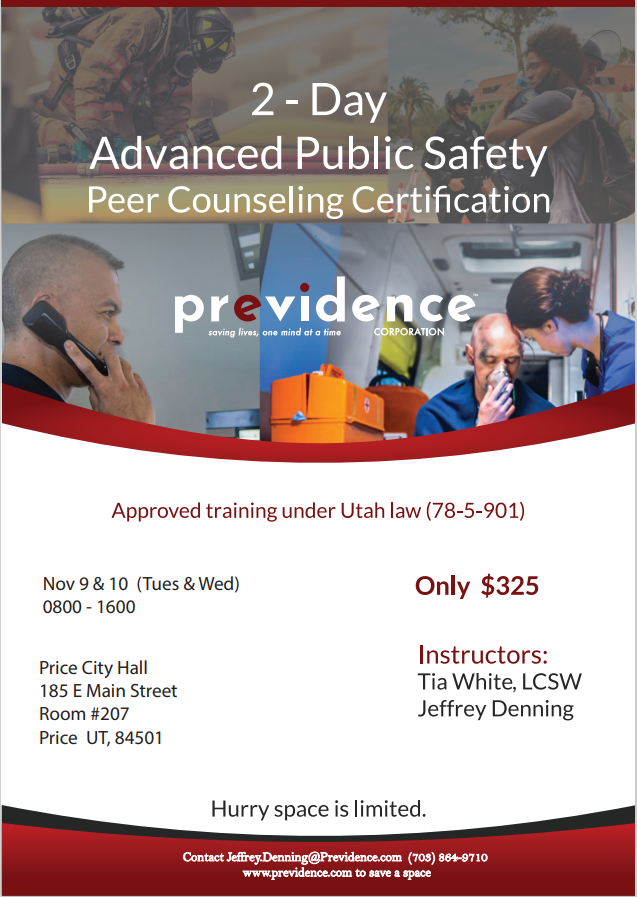 2 - Day
Advanced Public Safety
Peer Counseling Certification
previdence™
saving lives, one mind at a time CORPORATION
Approved training under Utah law (78-5-901)
Nov 9 & 10 (Tues & Wed)
0800 - 1600
Only $325
Price City Hall
185 E Main Street
Room #207
Price UT, 84501
Instructors:
Tia White, LCSW
Jeffrey Denning
Hurry space is limited.
Contact Jeffrey.Denning@Previdence.com (703) 864-9710
www.previdence.com to save a space